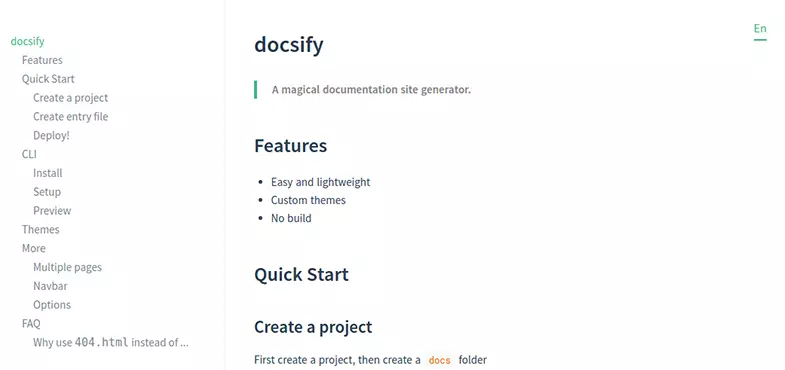 docsify
Features
Quick Start
Create a project
Create entry file
Deploy!
CLI
Install
Setup
Preview
Themes
More
Multiple pages
Navbar
Options
FAQ
Why use 404.html instead of ...
En
docsify
A magical documentation site generator.
Features
• Easy and lightweight
• Custom themes
• No build
Quick Start
Create a project
First create a project, then create a docs folder